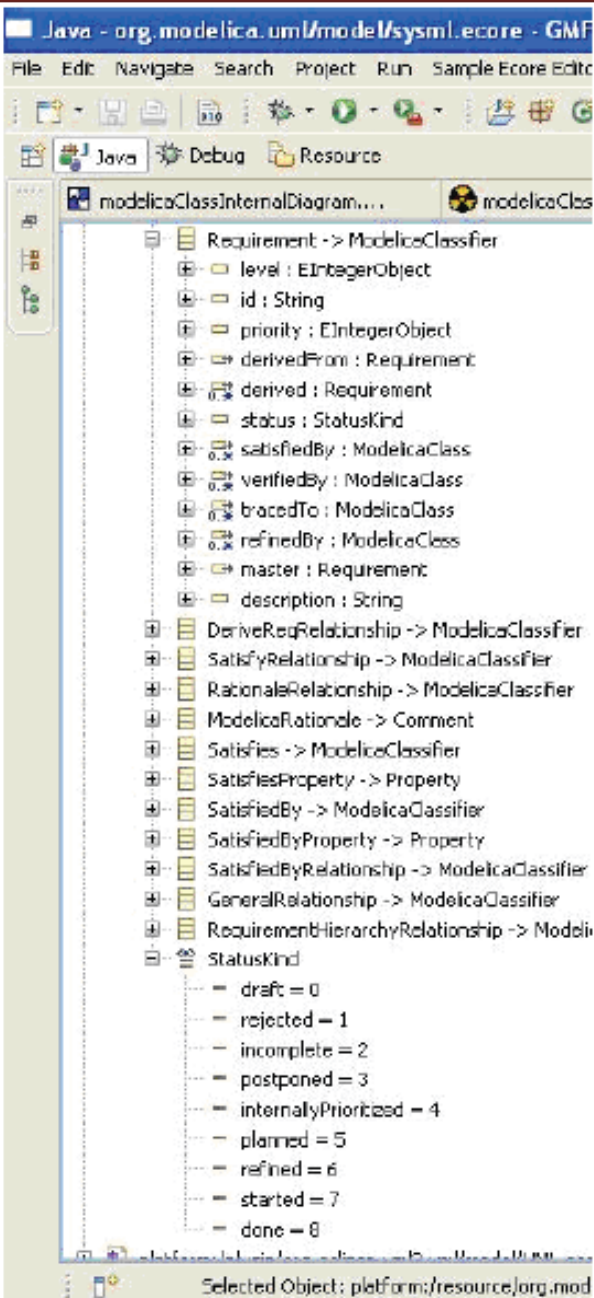 Java - org.modelica.uml/model/sysml.ecore - GMF
File Edit Navigate Search Project Run Sample Ecore Edito
Java Debug Resource
modelicaClassInternalDiagram.... modelicaClas
Requirement -> ModelicaClassifier
level : EIntegerObject
id : String
priority : EIntegerObject
derivedFrom : Requirement
derived : Requirement
status : StatusKind
satisfiedBy : ModelicaClass
verifiedBy : ModelicaClass
tracedTo : ModelicaClass
refinedBy : ModelicaClass
master : Requirement
description : String
DeriveReqRelationship -> ModelicaClassifier
SatisfyRelationship -> ModelicaClassifier
RationaleRelationship -> ModelicaClassifier
ModelicaRationale -> Comment
Satisfies -> ModelicaClassifier
SatisfiesProperty -> Property
SatisfiedBy -> ModelicaClassifier
SatisfiedByProperty -> Property
SatisfiedByRelationship -> ModelicaClassifier
GeneralRelationship -> ModelicaClassifier
RequirementHierarchyRelationship -> Modeli
StatusKind
draft = 0
rejected = 1
incomplete = 2
postponed = 3
internallyPrioritized = 4
planned = 5
refined = 6
started = 7
done = 8
Selected Object: platform:/resource/org.mod